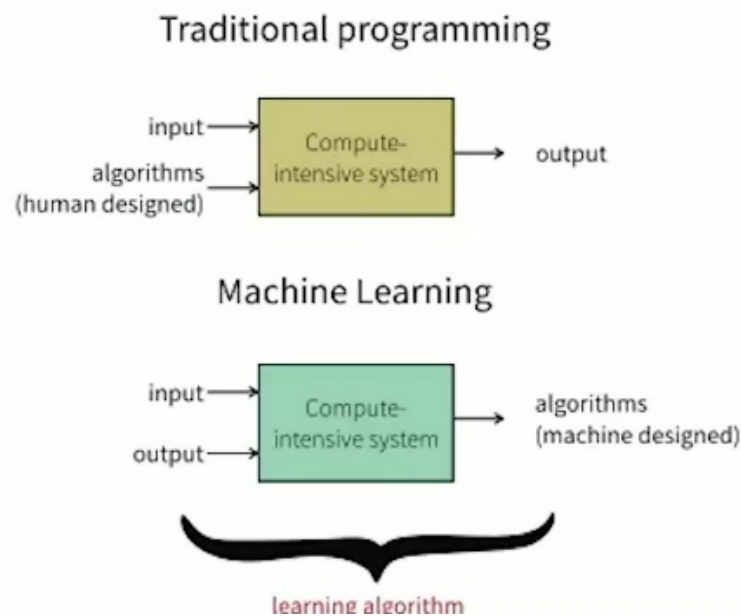 Traditional programming
input
algorithms
(human designed)
Compute-
intensive system
output
Machine Learning
input
output
Compute-
intensive system
algorithms
(machine designed)
learning algorithm